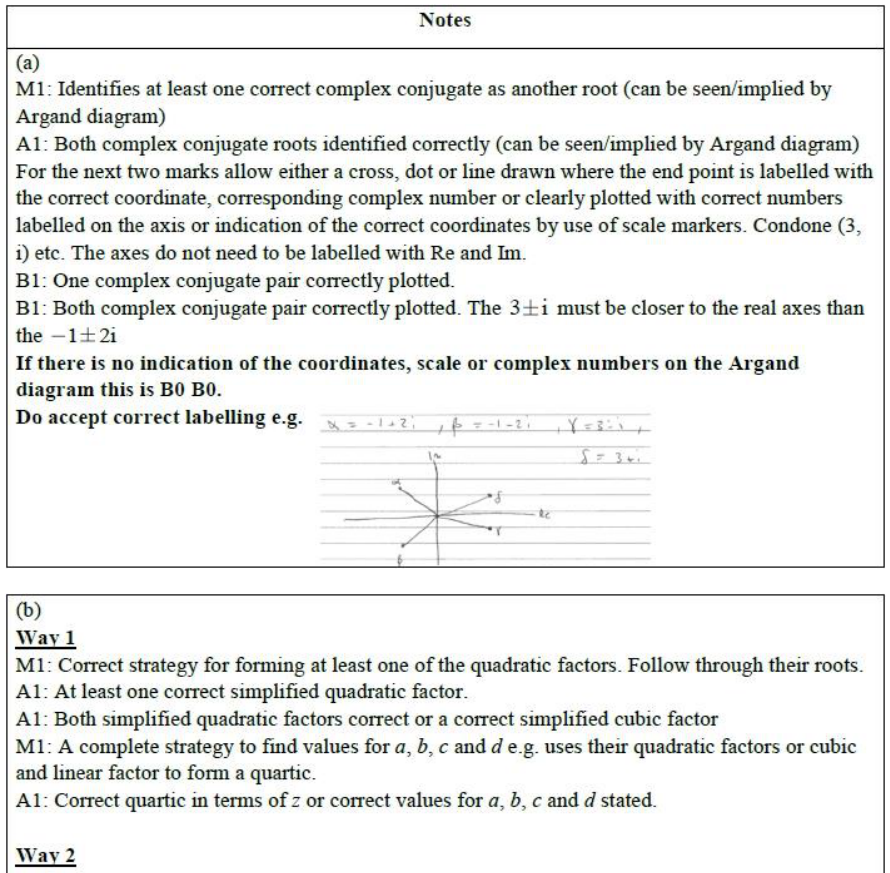 Notes
(a)
M1: Identifies at least one correct complex conjugate as another root (can be seen/implied by
Argand diagram)
A1: Both complex conjugate roots identified correctly (can be seen/implied by Argand diagram)
For the next two marks allow either a cross, dot or line drawn where the end point is labelled with
the correct coordinate, corresponding complex number or clearly plotted with correct numbers
labelled on the axis or indication of the correct coordinates by use of scale markers. Condone (3,
i) etc. The axes do not need to be labelled with Re and Im.
B1: One complex conjugate pair correctly plotted.
B1: Both complex conjugate pair correctly plotted. The 3±i must be closer to the real axes than
the −1±2i
If there is no indication of the coordinates, scale or complex numbers on the Argand
diagram this is B0 B0.
Do accept correct labelling e.g. α = -1+2i , β = -1-2i , γ = 3-i ,
δ = 3+i
Im
α
δ
Re
γ
β
(b)
Way 1
M1: Correct strategy for forming at least one of the quadratic factors. Follow through their roots.
A1: At least one correct simplified quadratic factor.
A1: Both simplified quadratic factors correct or a correct simplified cubic factor
M1: A complete strategy to find values for a, b, c and d e.g. uses their quadratic factors or cubic
and linear factor to form a quartic.
A1: Correct quartic in terms of z or correct values for a, b, c and d stated.
Way 2